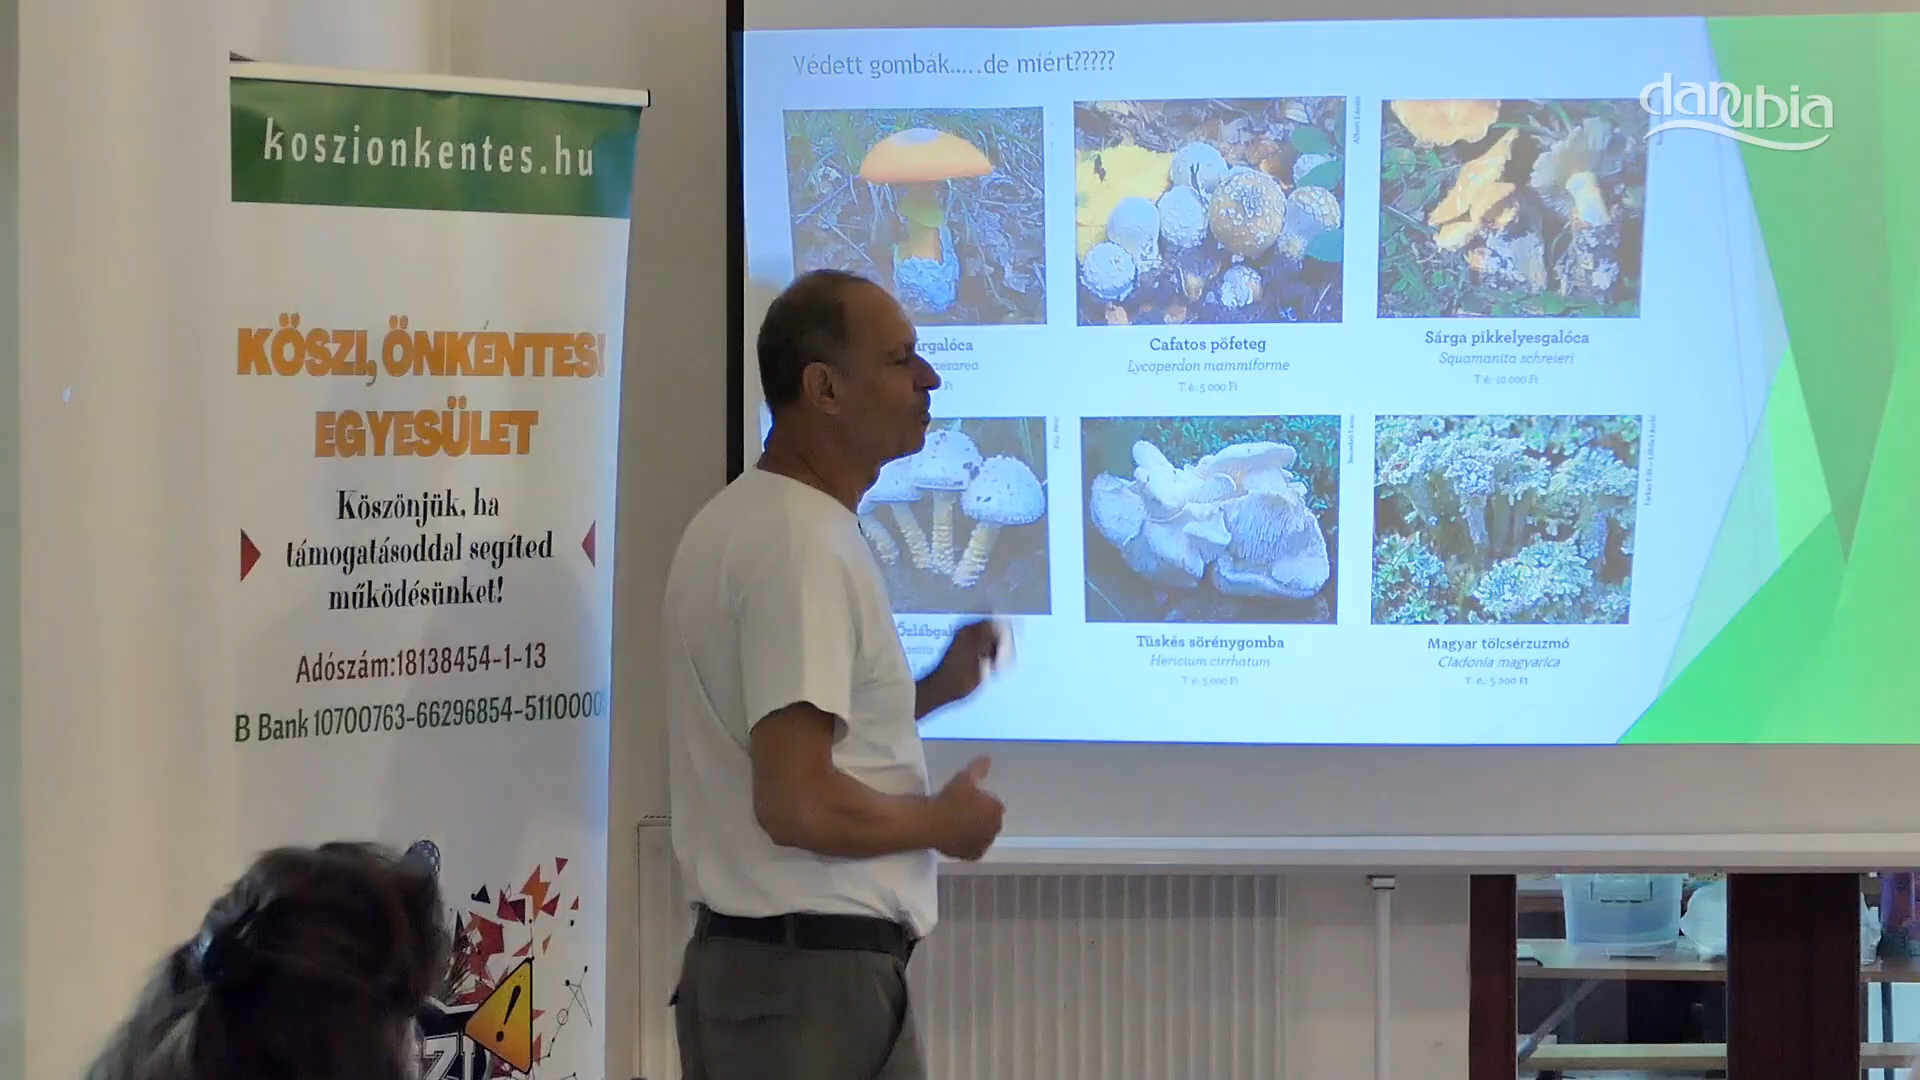 koszionkentes.hu
KÖSZI, ÖNKÉNTES!
EGYESÜLET
Köszönjük, ha
támogatásoddal segíted
működésünket!
Adószám:18138454-1-13
B Bank 10700763-66296854-5110000
Védett gombák.....de miért?????
danubia
Cafatos pöfeteg
Lycoperdon mammiforme
T. é.: 5 000 Ft
Sárga pikkelyesgalóca
Squamanita schreieri
T. é.: 10 000 Ft
Tüskés sörénygomba
Hericium cirrhatum
T. é.: 5 000 Ft
Magyar tölcsérzuzmó
Cladonia magyarica
T. é.: 5 000 Ft